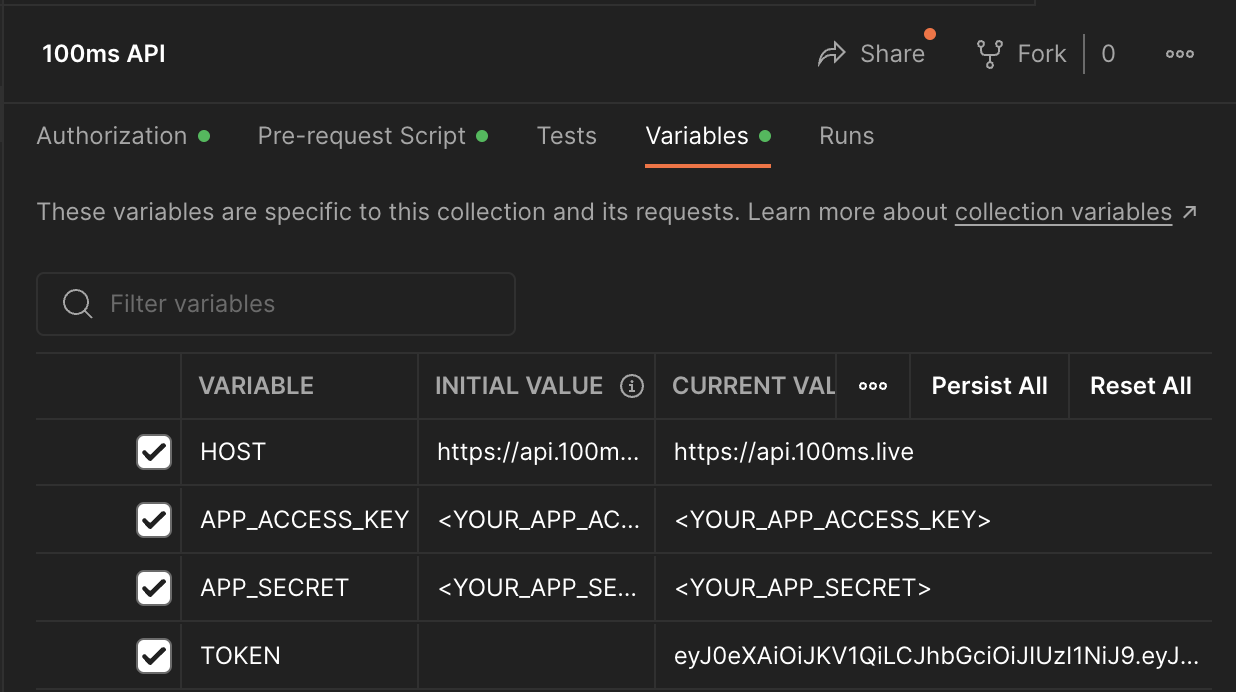 100ms API
Share
Fork
0
Authorization
Pre-request Script
Tests
Variables
Runs
These variables are specific to this collection and its requests. Learn more about collection variables ↗
Filter variables
VARIABLE
INITIAL VALUE
CURRENT VAL
Persist All
Reset All
HOST
https://api.100m...
https://api.100ms.live
APP_ACCESS_KEY
<YOUR_APP_AC...
<YOUR_APP_ACCESS_KEY>
APP_SECRET
<YOUR_APP_SE...
<YOUR_APP_SECRET>
TOKEN
eyJ0eXAiOiJKV1QiLCJhbGciOiJIUzI1NiJ9.eyJ...